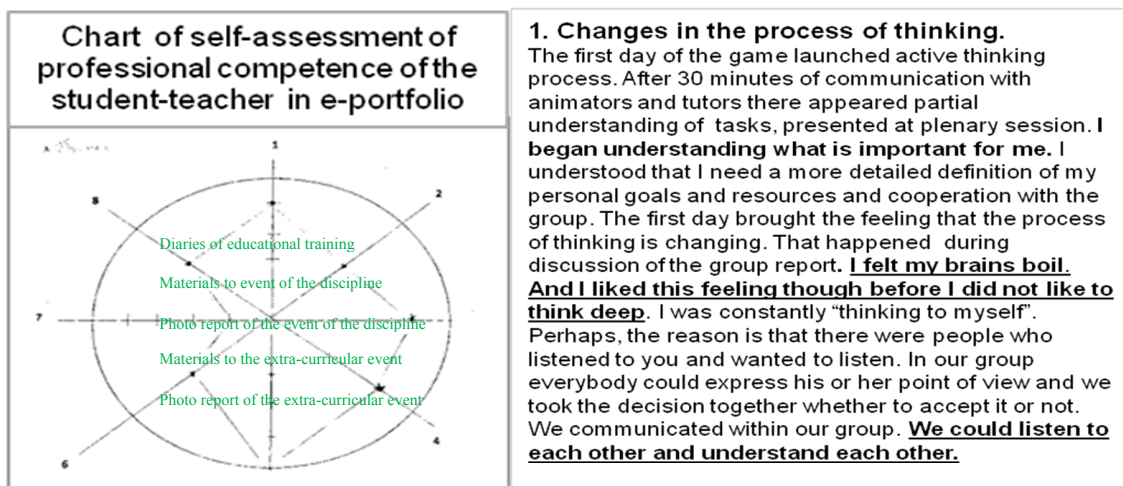 Chart of self-assessment of
professional competence of the
student-teacher in e-portfolio
1
8
2
Diaries of educational training
Materials to event of the discipline
7
Photo report of the event of the discipline
Materials to the extra-curricular event
Photo report of the extra-curricular event
4
6
1. Changes in the process of thinking.
The first day of the game launched active thinking
process. After 30 minutes of communication with
animators and tutors there appeared partial
understanding of tasks, presented at plenary session. I
began understanding what is important for me. I
understood that I need a more detailed definition of my
personal goals and resources and cooperation with the
group. The first day brought the feeling that the process
of thinking is changing. That happened during
discussion of the group report. I felt my brains boil.
And I liked this feeling though before I did not like to
think deep. I was constantly “thinking to myself”.
Perhaps, the reason is that there were people who
listened to you and wanted to listen. In our group
everybody could express his or her point of view and we
took the decision together whether to accept it or not.
We communicated within our group. We could listen to
each other and understand each other.